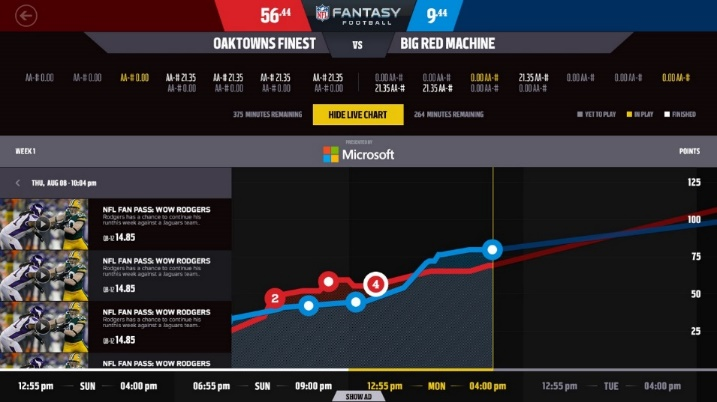 56.44
NFL FANTASY
FOOTBALL
9.44
OAKTOWNS FINEST
VS
BIG RED MACHINE
AA-# 0.00 AA-# 0.00 AA-# 0.00 AA-# 21.35 AA-# 21.35 AA-# 21.35 AA-# 21.35 0.00 AA-# 0.00 AA-# 0.00 AA-# 21.35 AA-# 0.00 AA-# 0.00 AA-# 0.00 AA-#
AA-# 0.00 AA-# 0.00 AA-# 0.00 AA-# 0.00 21.35 AA-# 21.35 AA-# 0.00 AA-# 0.00 AA-#
375 MINUTES REMAINING
HIDE LIVE CHART
264 MINUTES REMAINING
YET TO PLAY
IN PLAY
FINISHED
WEEK 1
PRESENTED BY
Microsoft
POINTS
THU, AUG 08 - 10:04 pm
NFL FAN PASS: WOW RODGERS
Rodgers has a chance to continue his
runthis week against a Jaguars team..
QB-12 14.85
NFL FAN PASS: WOW RODGERS
Rodgers has a chance to continue his
runthis week against a Jaguars team..
QB-12 14.85
NFL FAN PASS: WOW RODGERS
Rodgers has a chance to continue his
runthis week against a Jaguars team..
QB-12 14.85
NFL FAN PASS: WOW RODGERS
125
100
75
50
25
2
4
12:55 pm — SUN — 04:00 pm
06:55 pm — SUN — 09:00 pm
12:55 pm — MON — 04:00 pm
12:55 pm — TUE — 04:00 pm
SHOW AD